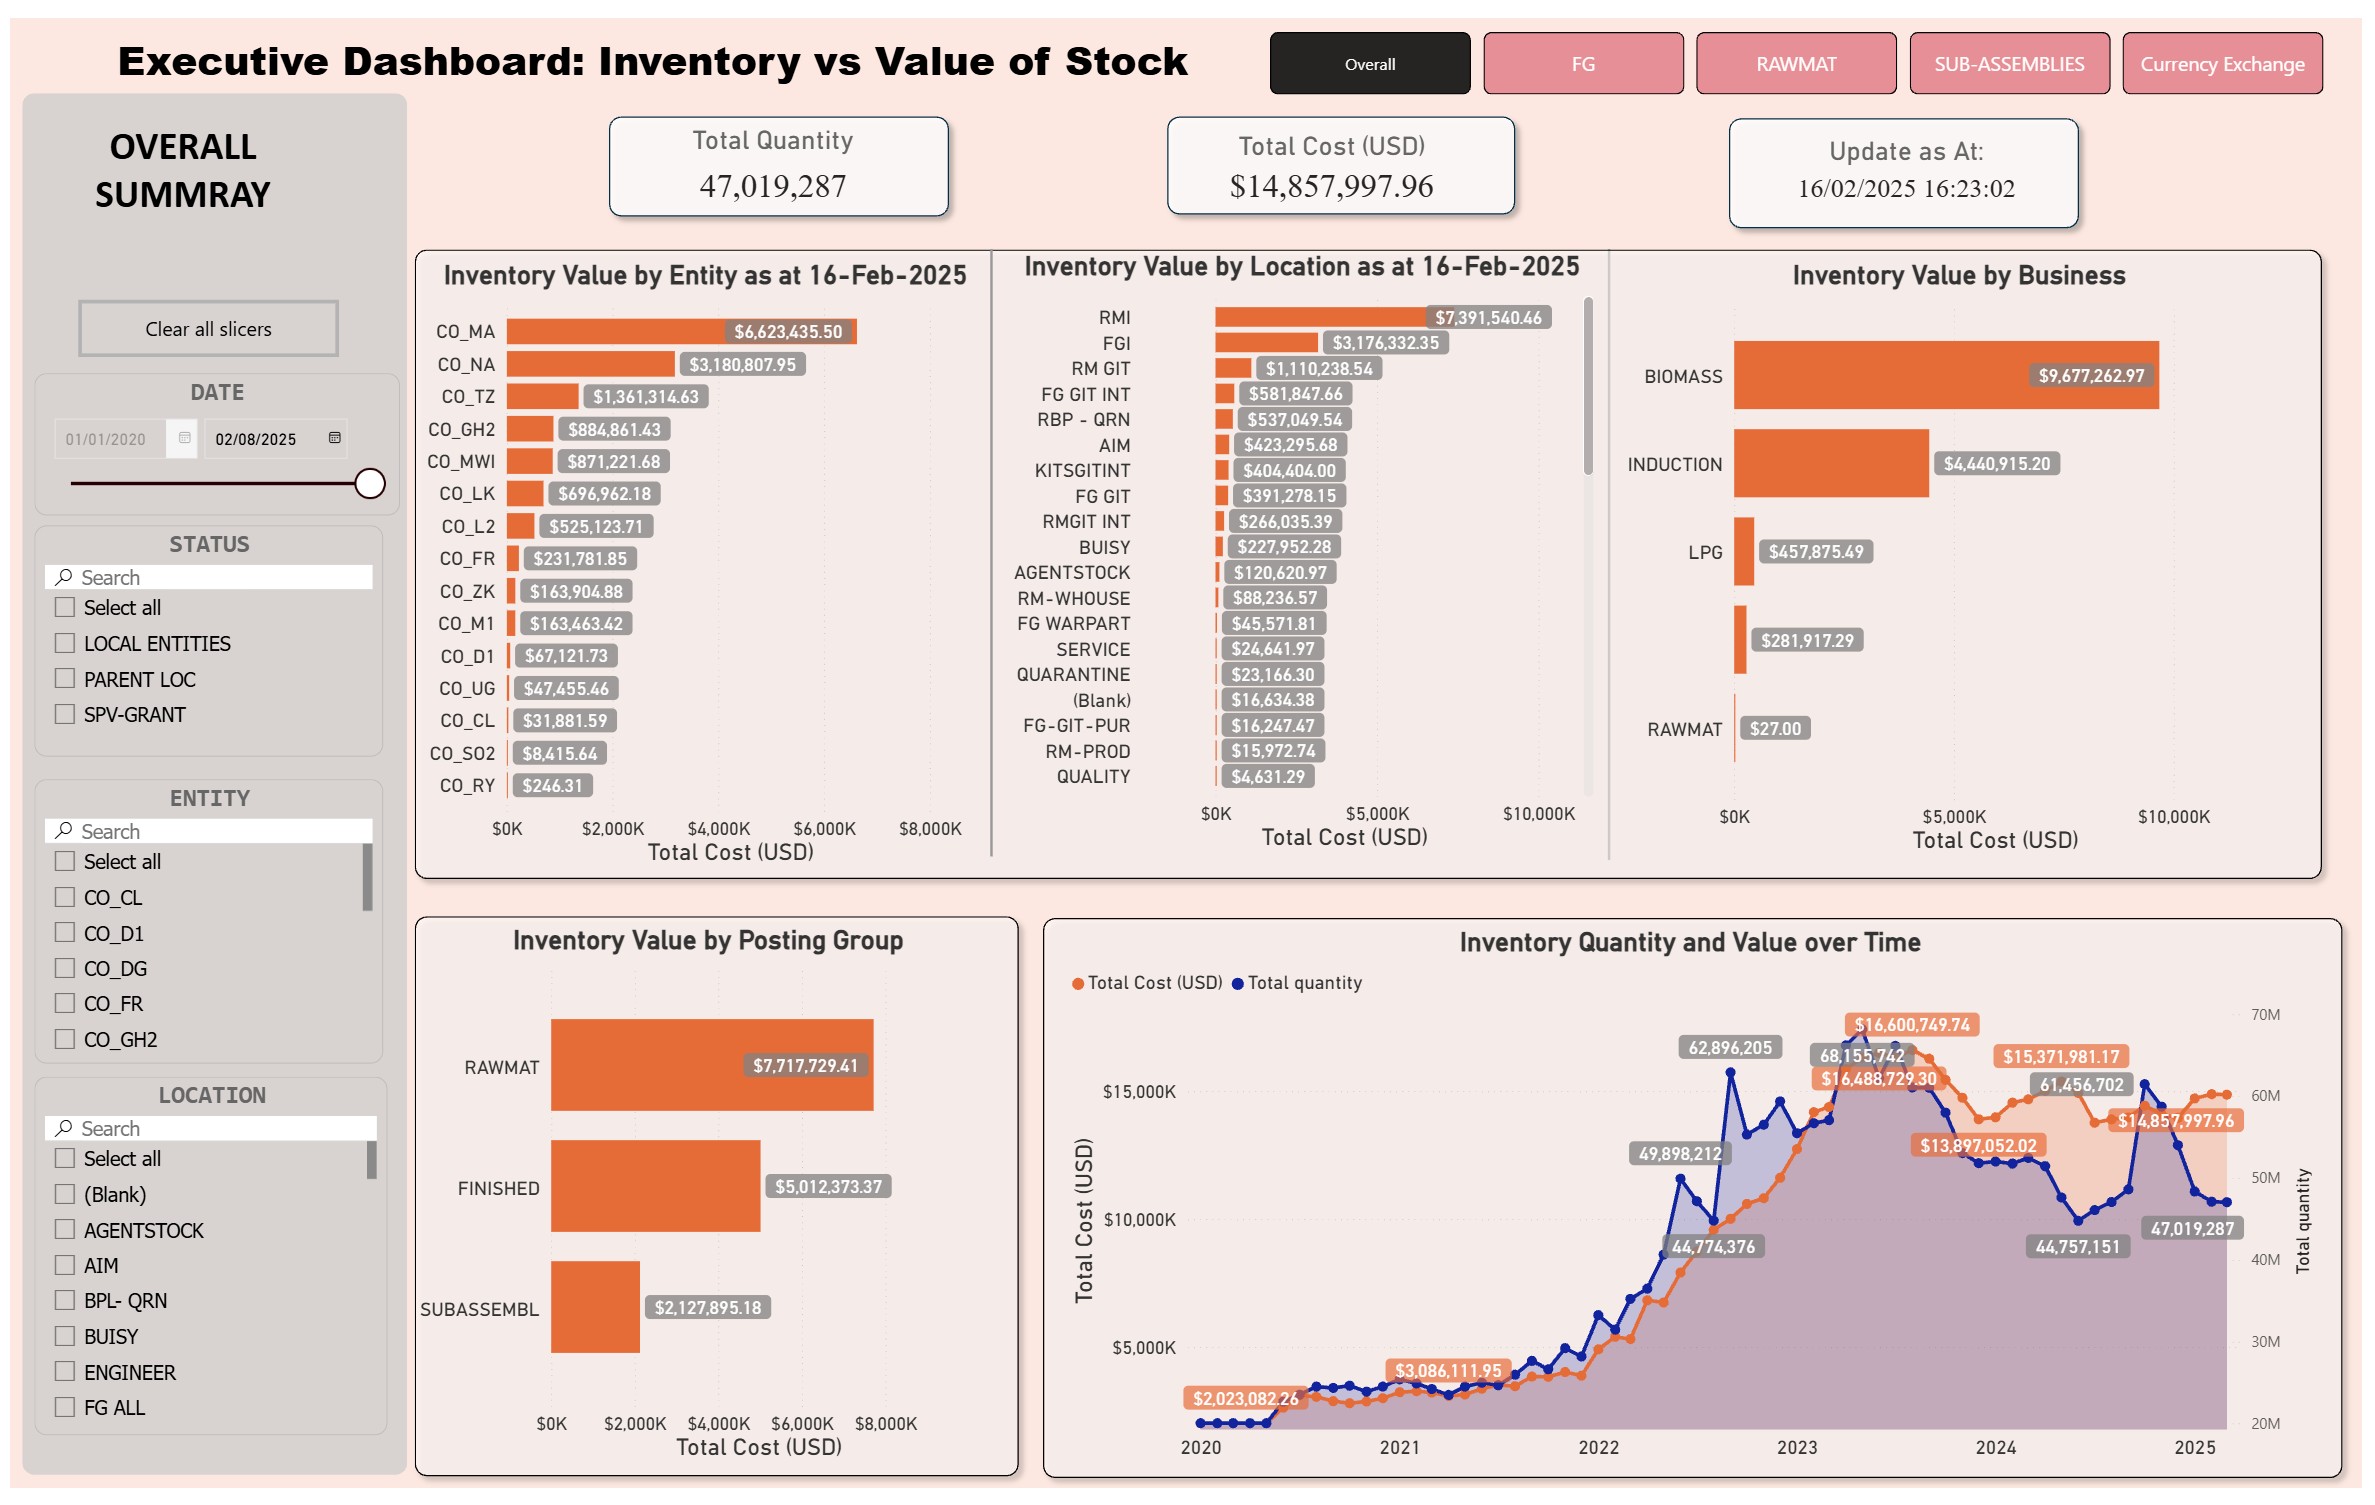 Executive Dashboard: Inventory vs Value of Stock
Overall
FG
RAWMAT
SUB-ASSEMBLIES
Currency Exchange
OVERALL
SUMMRAY
Clear all slicers
DATE
01/01/2020
02/08/2025
STATUS
Search
Select all
LOCAL ENTITIES
PARENT LOC
SPV-GRANT
ENTITY
Search
Select all
CO_CL
CO_D1
CO_DG
CO_FR
CO_GH2
LOCATION
Search
Select all
(Blank)
AGENTSTOCK
AIM
BPL- QRN
BUISY
ENGINEER
FG ALL
Total Quantity
47,019,287
Total Cost (USD)
$14,857,997.96
Update as At:
16/02/2025 16:23:02
Inventory Value by Entity as at 16-Feb-2025
CO_MA $6,623,435.50
CO_NA $3,180,807.95
CO_TZ $1,361,314.63
CO_GH2 $884,861.43
CO_MWI $871,221.68
CO_LK $696,962.18
CO_L2 $525,123.71
CO_FR $231,781.85
CO_ZK $163,904.88
CO_M1 $163,463.42
CO_D1 $67,121.73
CO_UG $47,455.46
CO_CL $31,881.59
CO_SO2 $8,415.64
CO_RY $246.31
$0K $2,000K $4,000K $6,000K $8,000K
Total Cost (USD)
Inventory Value by Location as at 16-Feb-2025
RMI $7,391,540.46
FGI $3,176,332.35
RM GIT $1,110,238.54
FG GIT INT $581,847.66
RBP - QRN $537,049.54
AIM $423,295.68
KITSGITINT $404,404.00
FG GIT $391,278.15
RMGIT INT $266,035.39
BUISY $227,952.28
AGENTSTOCK $120,620.97
RM-WHOUSE $88,236.57
FG WARPART $45,571.81
SERVICE $24,641.97
QUARANTINE $23,166.30
(Blank) $16,634.38
FG-GIT-PUR $16,247.47
RM-PROD $15,972.74
QUALITY $4,631.29
$0K $5,000K $10,000K
Total Cost (USD)
Inventory Value by Business
BIOMASS $9,677,262.97
INDUCTION $4,440,915.20
LPG $457,875.49
$281,917.29
RAWMAT $27.00
$0K $5,000K $10,000K
Total Cost (USD)
Inventory Value by Posting Group
RAWMAT $7,717,729.41
FINISHED $5,012,373.37
SUBASSEMBL $2,127,895.18
$0K $2,000K $4,000K $6,000K $8,000K
Total Cost (USD)
Inventory Quantity and Value over Time
Total Cost (USD) Total quantity
Total Cost (USD)
$15,000K
$10,000K
$5,000K
$2,023,082.26
$3,086,111.95
49,898,212
44,774,376
62,896,205
68,155,742
$16,600,749.74
$16,488,729.30
$13,897,052.02
$15,371,981.17
61,456,702
44,757,151
$14,857,997.96
47,019,287
70M
60M
50M
40M
30M
20M
Total quantity
2020 2021 2022 2023 2024 2025